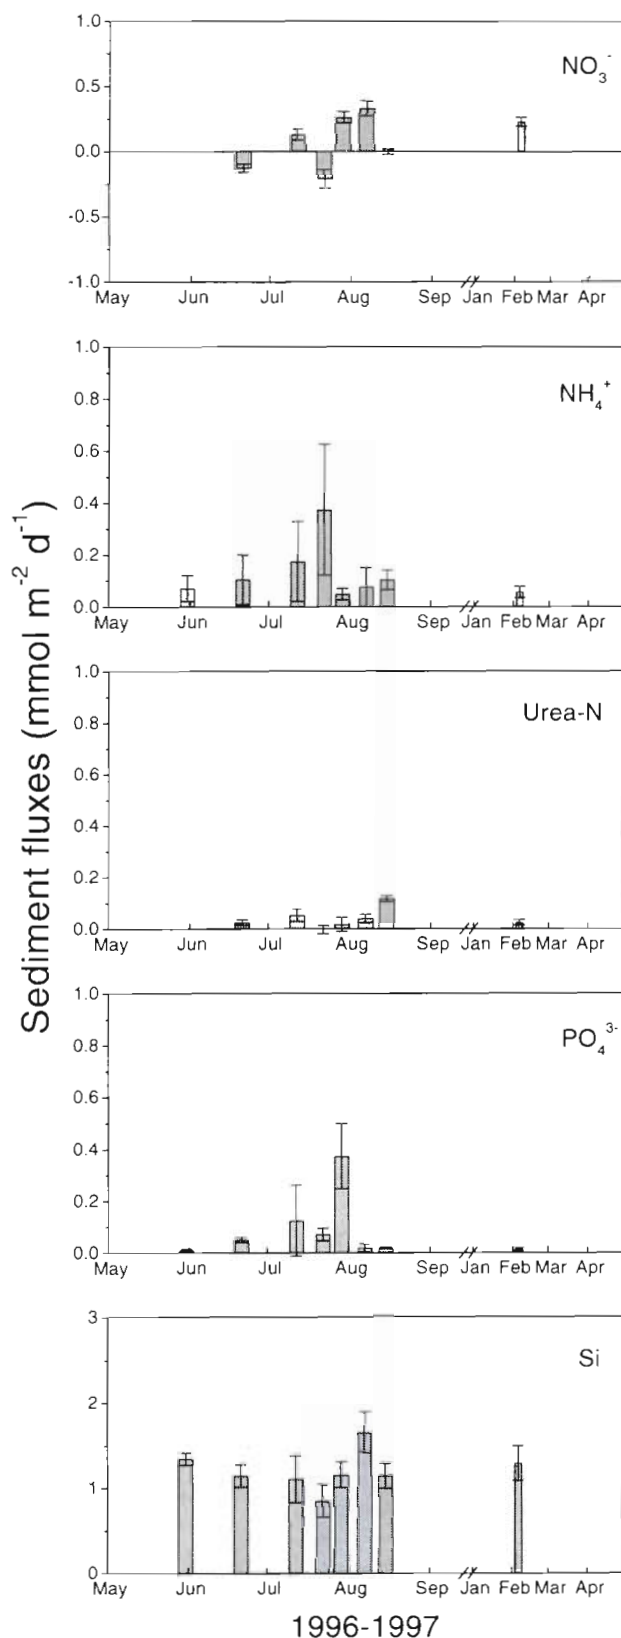 1.0
NO₃⁻
0.5
0.0
-0.5
-1.0
May Jun Jul Aug Sep Jan Feb Mar Apr
1.0
NH₄⁺
0.8
0.6
0.4
0.2
0.0
May Jun Jul Aug Sep Jan Feb Mar Apr
1.0
Urea-N
0.8
0.6
0.4
0.2
0.0
May Jun Jul Aug Sep Jan Feb Mar Apr
Sediment fluxes (mmol m⁻² d⁻¹)
1.0
PO₄³⁻
0.8
0.6
0.4
0.2
0.0
May Jun Jul Aug Sep Jan Feb Mar Apr
3
Si
2
1
0
May Jun Jul Aug Sep Jan Feb Mar Apr
1996-1997